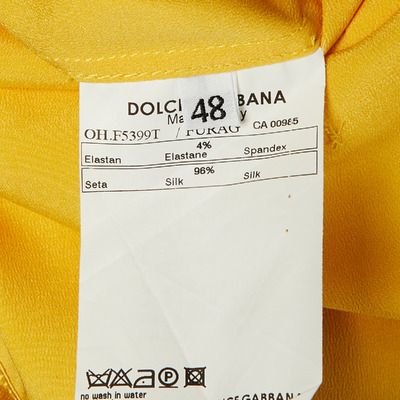 DOLC 48 BANA
Ma y
OH.F5399T / FURAG CA 00985
4%
Elastan Elastane Spandex
96%
Seta Silk Silk
no wash in water
CEGABBANA